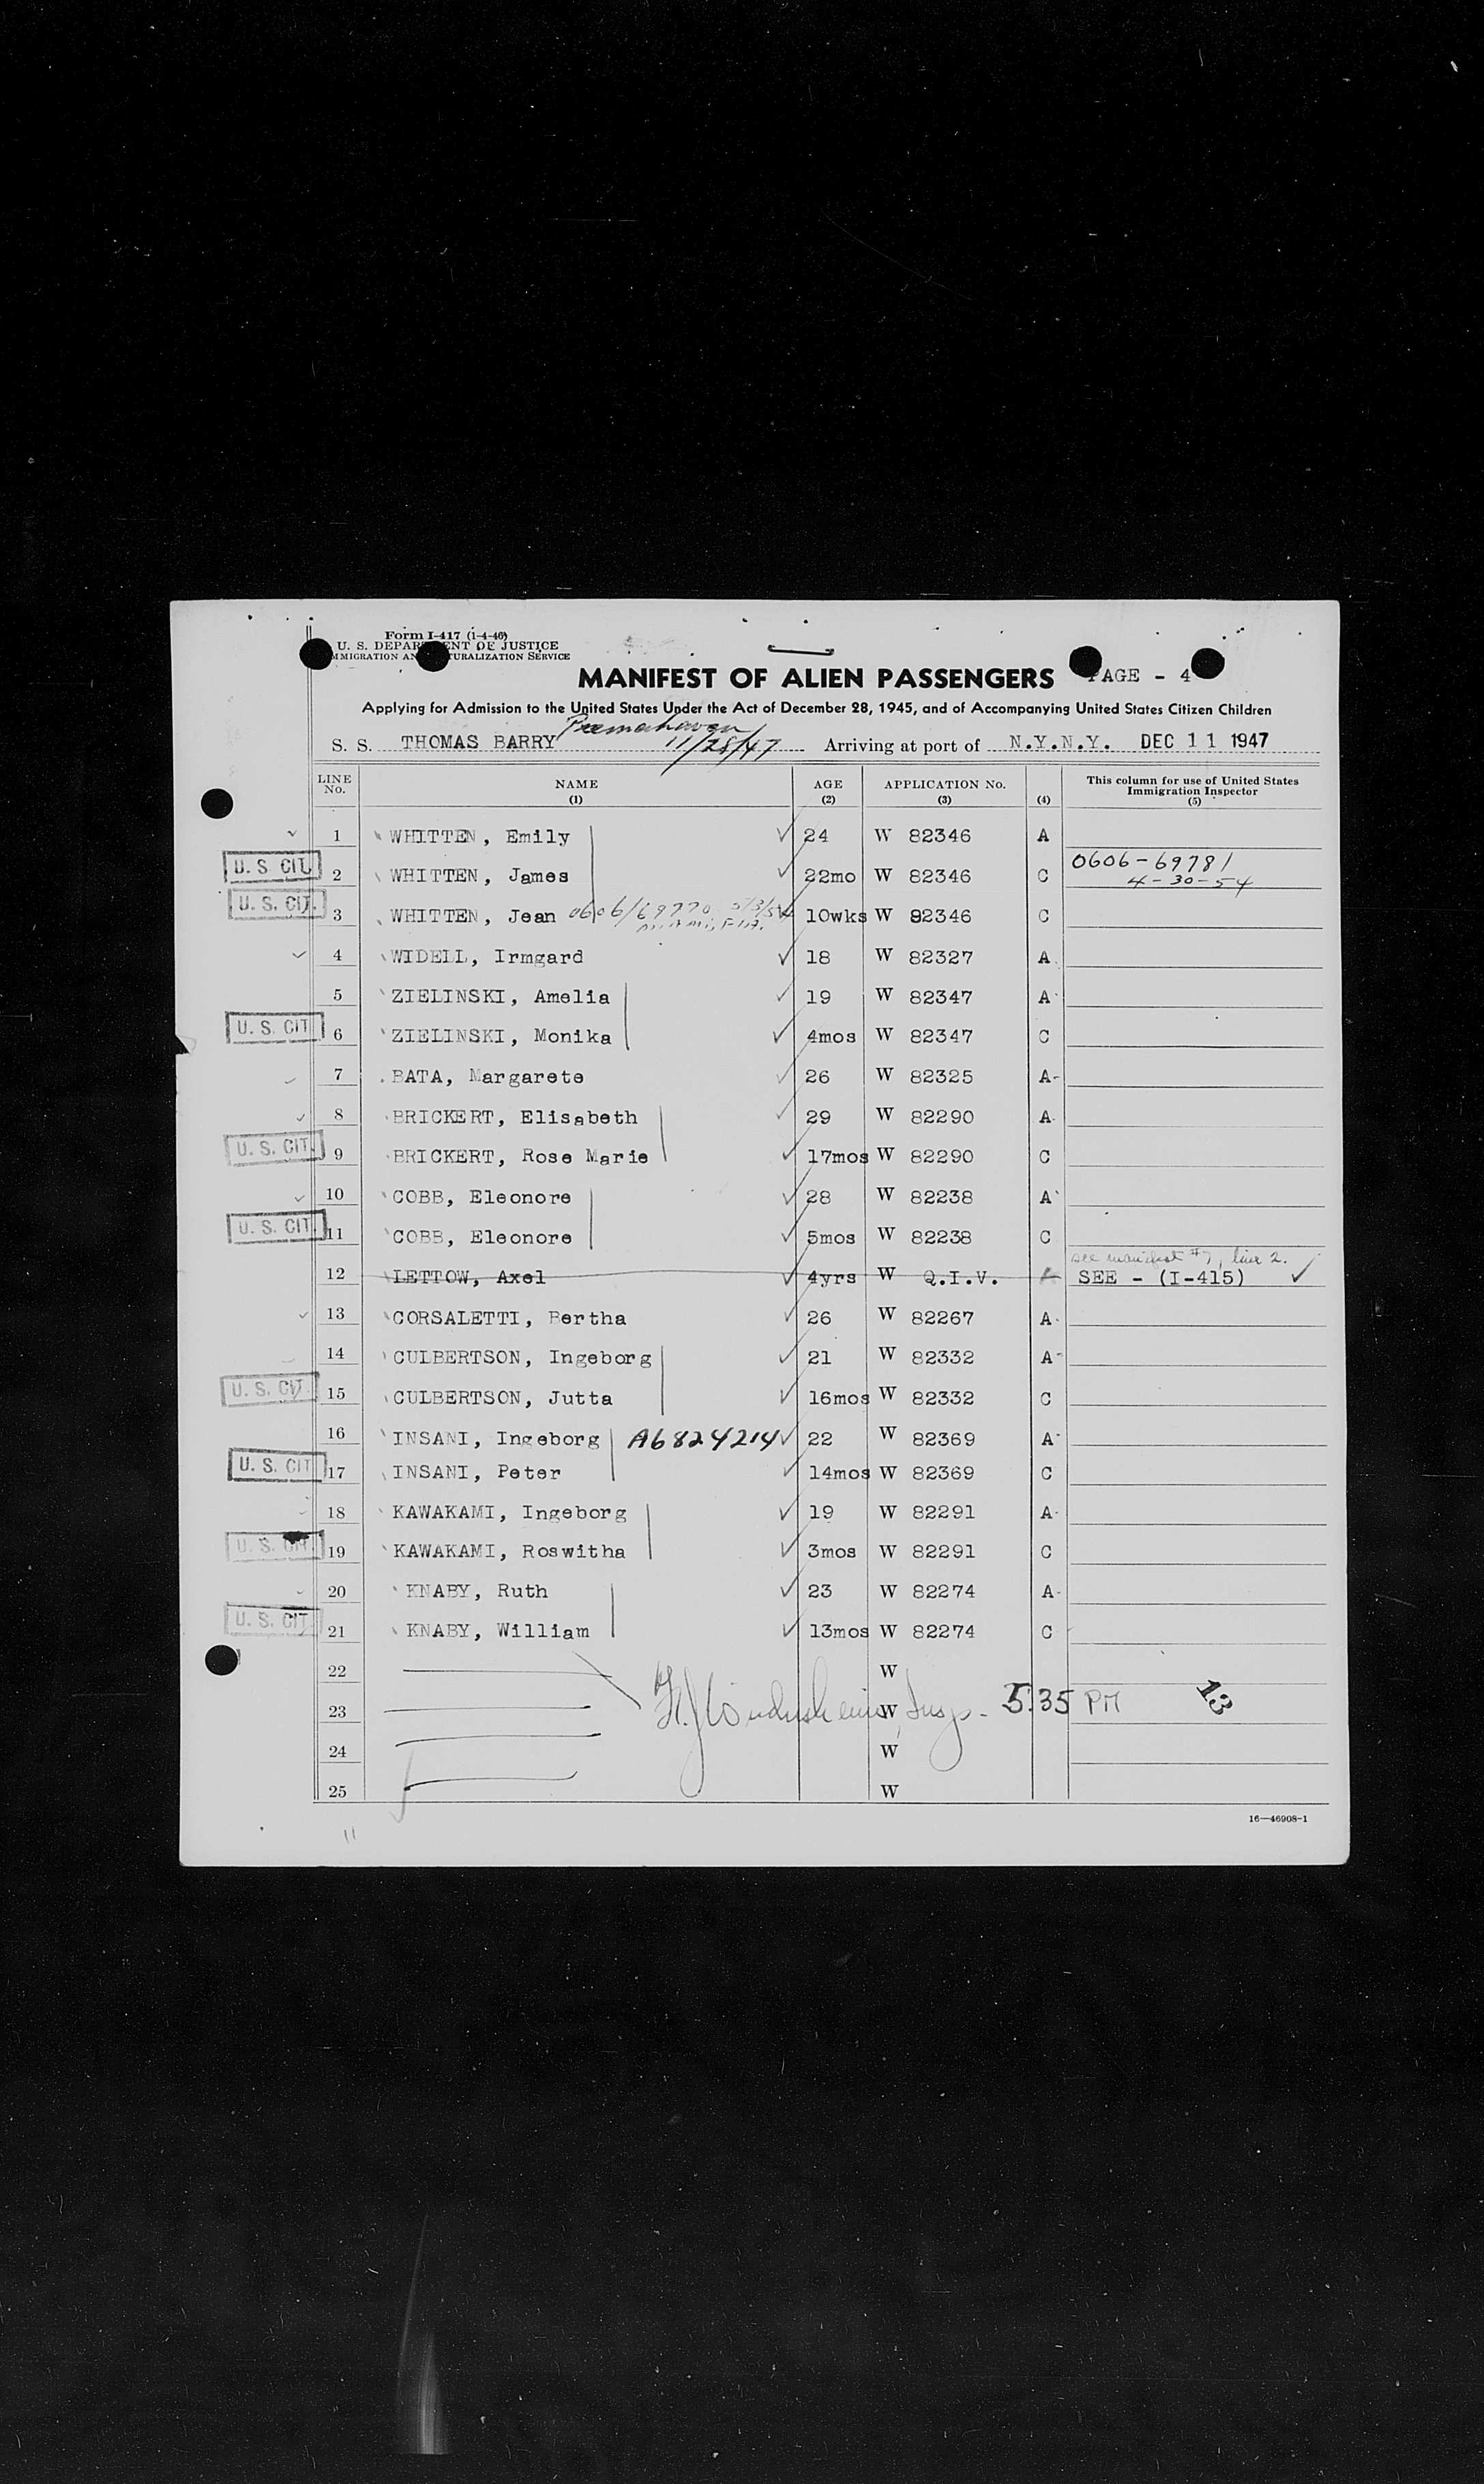 Form I-417 (1-4-46)
U. S. DEPARTMENT OF JUSTICE
IMMIGRATION AND NATURALIZATION SERVICE
MANIFEST OF ALIEN PASSENGERS PAGE - 4
Applying for Admission to the United States Under the Act of December 28, 1945, and of Accompanying United States Citizen Children
Bremerhaven
S. S. THOMAS BARRY 11/28/47 Arriving at port of N.Y.N.Y. DEC 11 1947
LINE No. NAME (1) AGE (2) APPLICATION No. (3) (4) This column for use of United States Immigration Inspector (5)
1 WHITTEN, Emily 24 W 82346 A
U. S. CIT. 2 WHITTEN, James 22mo W 82346 C 0606-69781 4-30-54
U. S. CIT. 3 WHITTEN, Jean 0606/69770 10wks W 82346 C
4 WIDELL, Irmgard 18 W 82327 A
5 ZIELINSKI, Amelia 19 W 82347 A
U. S. CIT 6 ZIELINSKI, Monika 4mos W 82347 C
7 BATA, Margarete 26 W 82325 A
8 BRICKERT, Elisabeth 29 W 82290 A
U. S. CIT. 9 BRICKERT, Rose Marie 17mos W 82290 C
10 COBB, Eleonore 28 W 82238 A
U. S. CIT. 11 COBB, Eleonore 5mos W 82238 C
see manifest #7, line 2.
12 LETTOW, Axel 4yrs W Q.I.V. A SEE - (I-415)
13 CORSALETTI, Bertha 26 W 82267 A
14 CULBERTSON, Ingeborg 21 W 82332 A
U. S. CIT. 15 CULBERTSON, Jutta 16mos W 82332 C
16 INSANI, Ingeborg A6824214 22 W 82369 A
U. S. CIT 17 INSANI, Peter 14mos W 82369 C
18 KAWAKAMI, Ingeborg 19 W 82291 A
U. S. CIT. 19 KAWAKAMI, Roswitha 3mos W 82291 C
20 KNABY, Ruth 23 W 82274 A
U. S. CIT. 21 KNABY, William 13mos W 82274 C
22 W
23 W Insp. 5:35 PM 13
24 W
25 W
16—46908-1
11